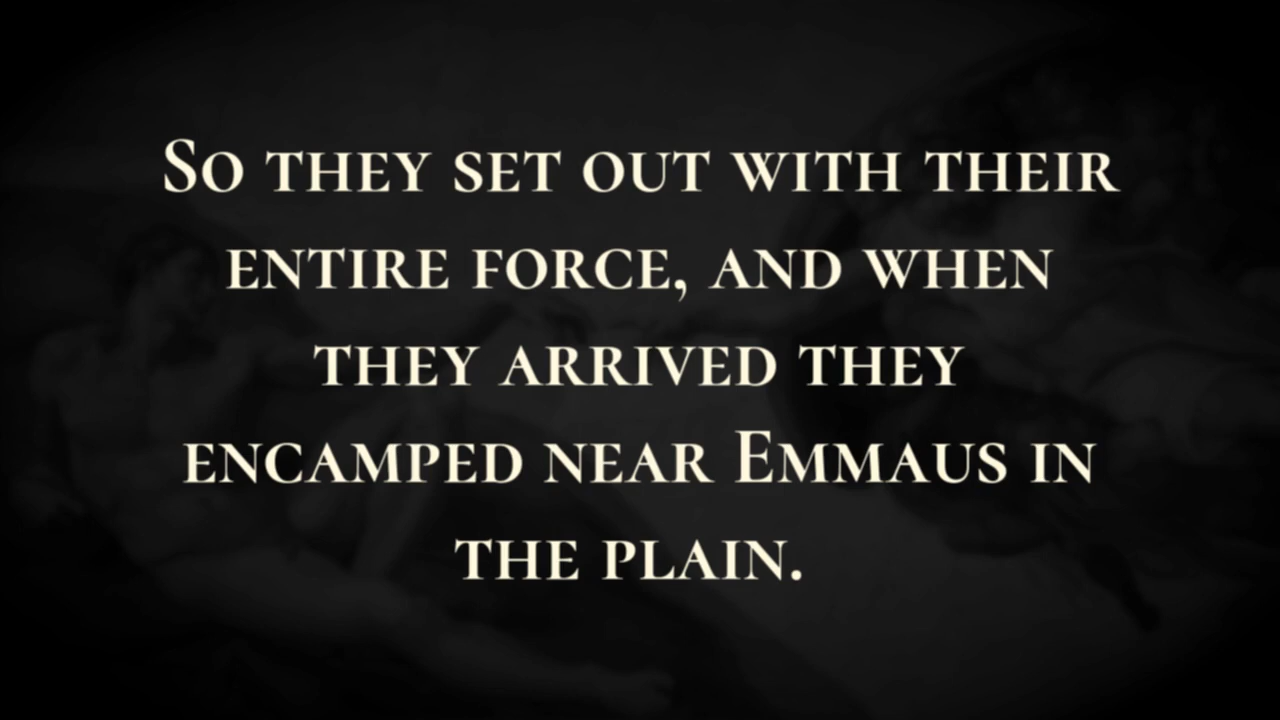 So they set out with their
entire force, and when
they arrived they
encamped near Emmaus in
the plain.